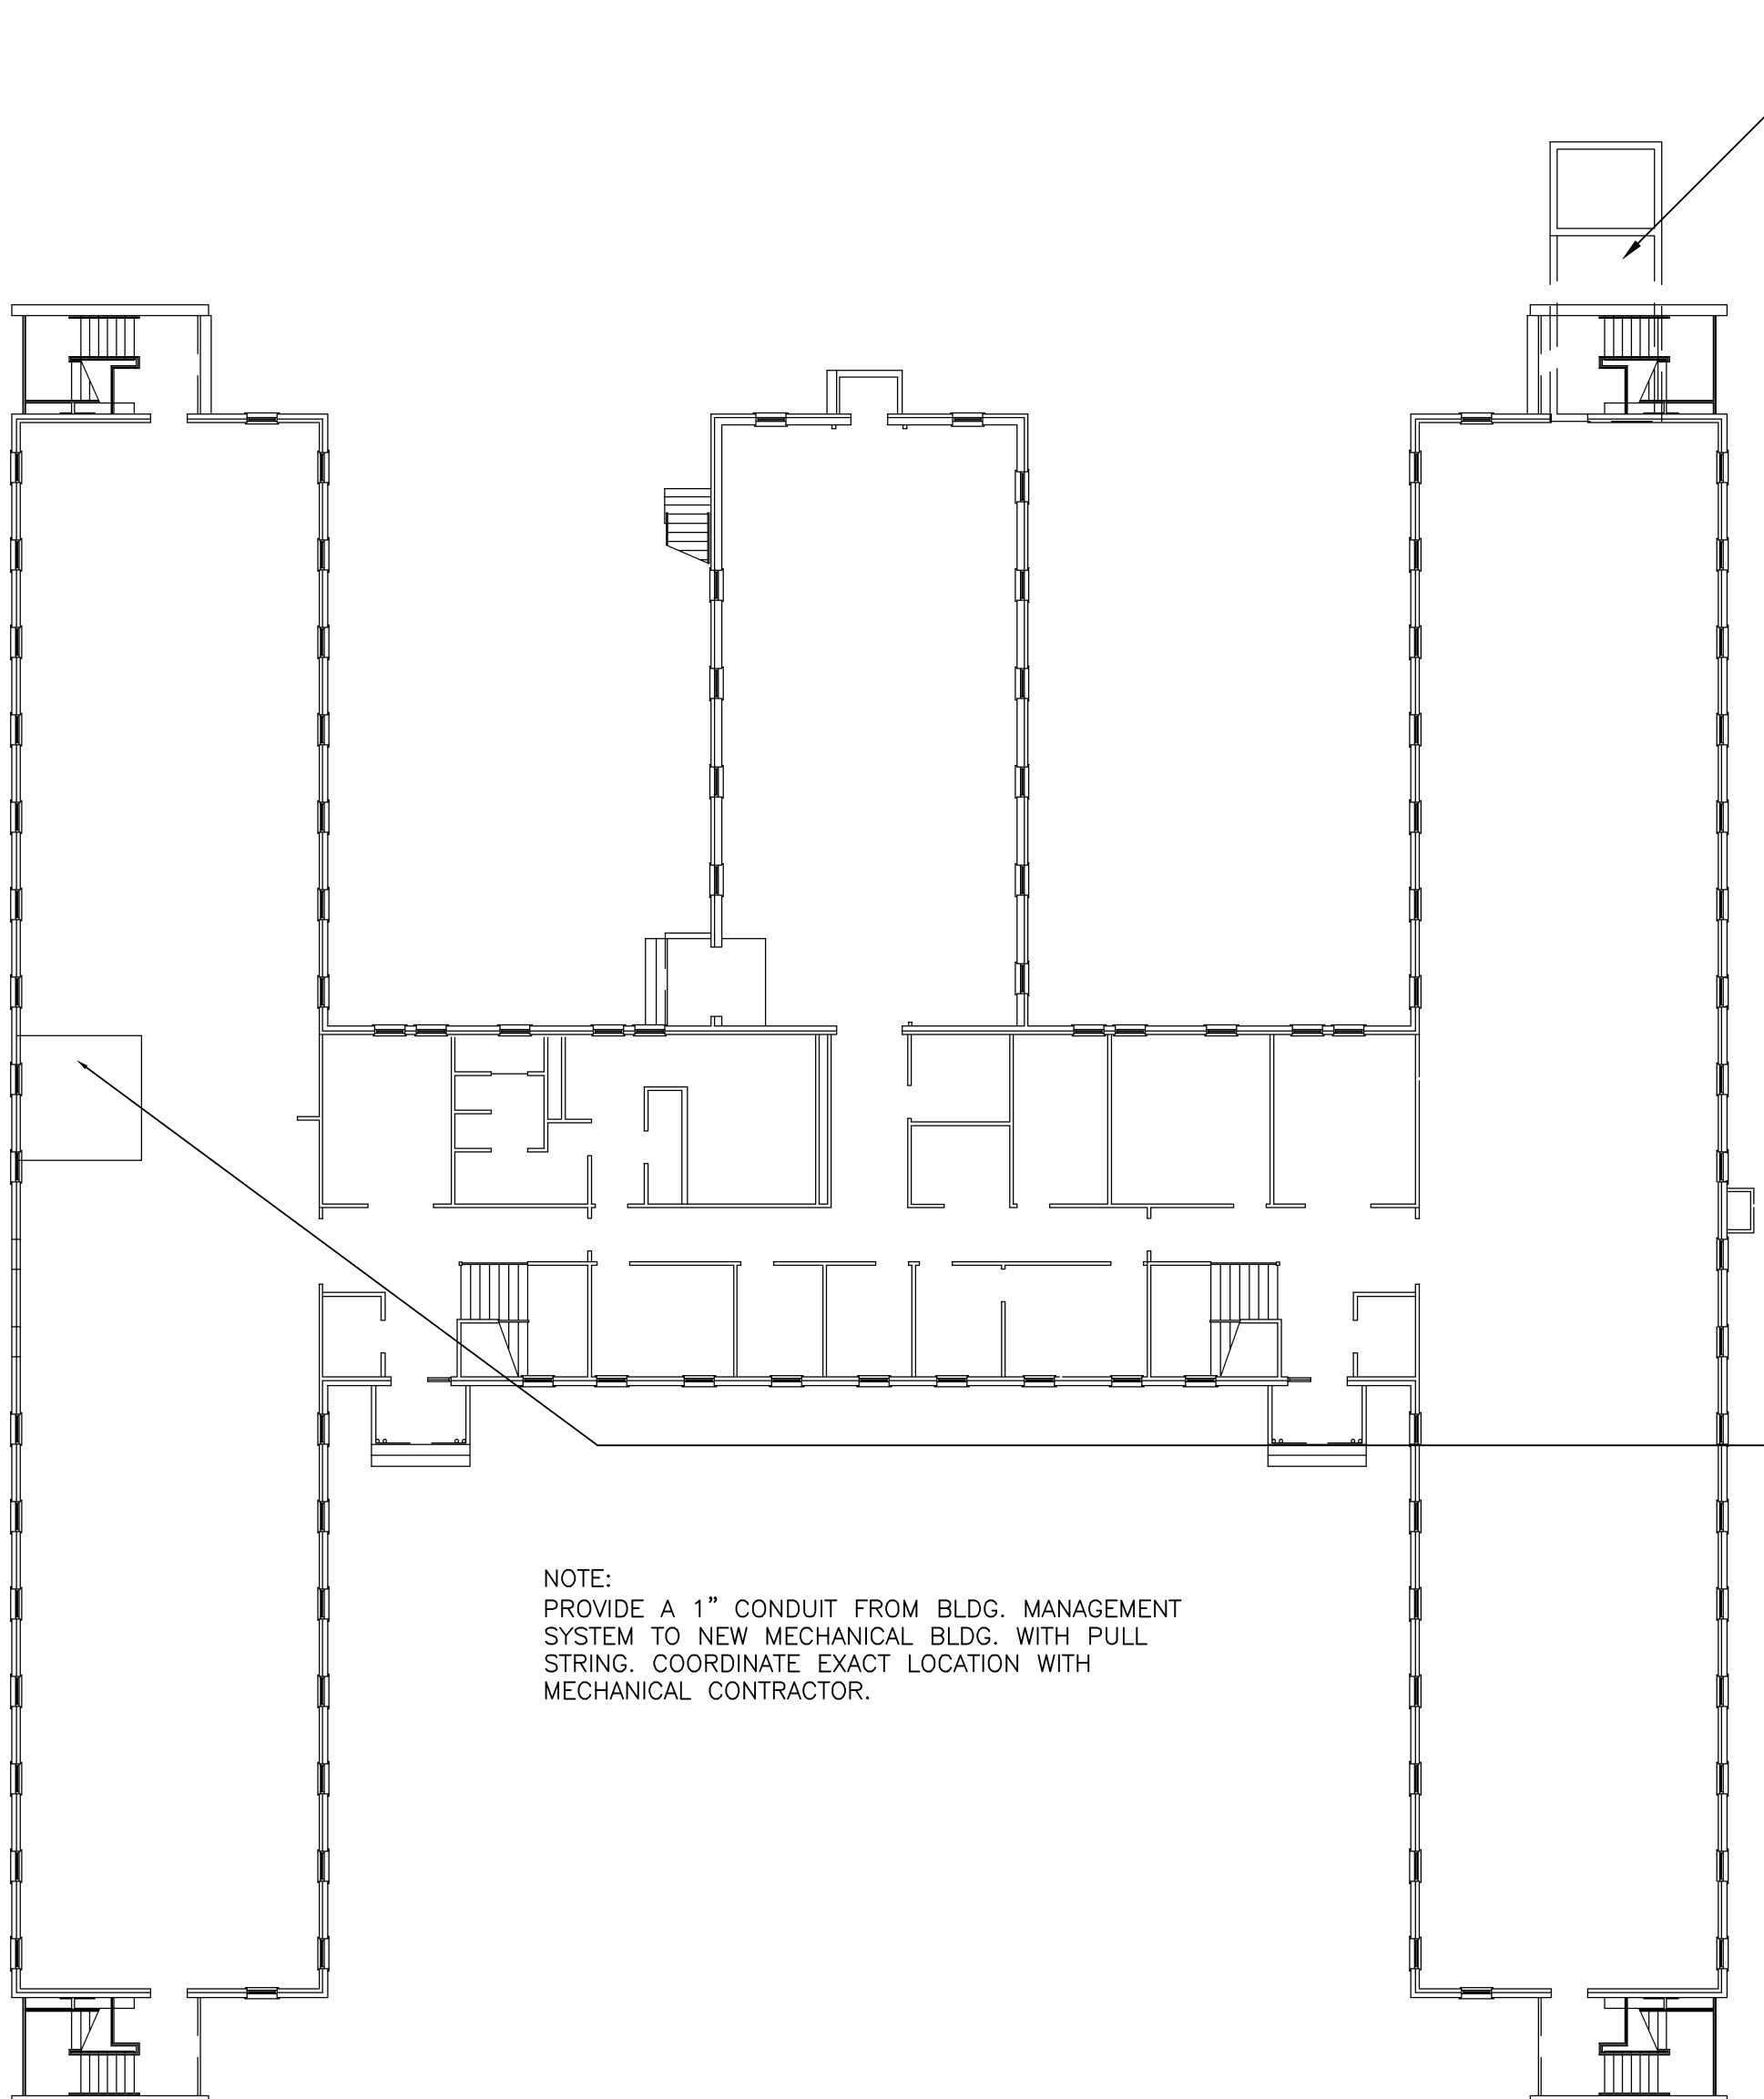 NOTE:
PROVIDE A 1” CONDUIT FROM BLDG. MANAGEMENT
SYSTEM TO NEW MECHANICAL BLDG. WITH PULL
STRING. COORDINATE EXACT LOCATION WITH
MECHANICAL CONTRACTOR.